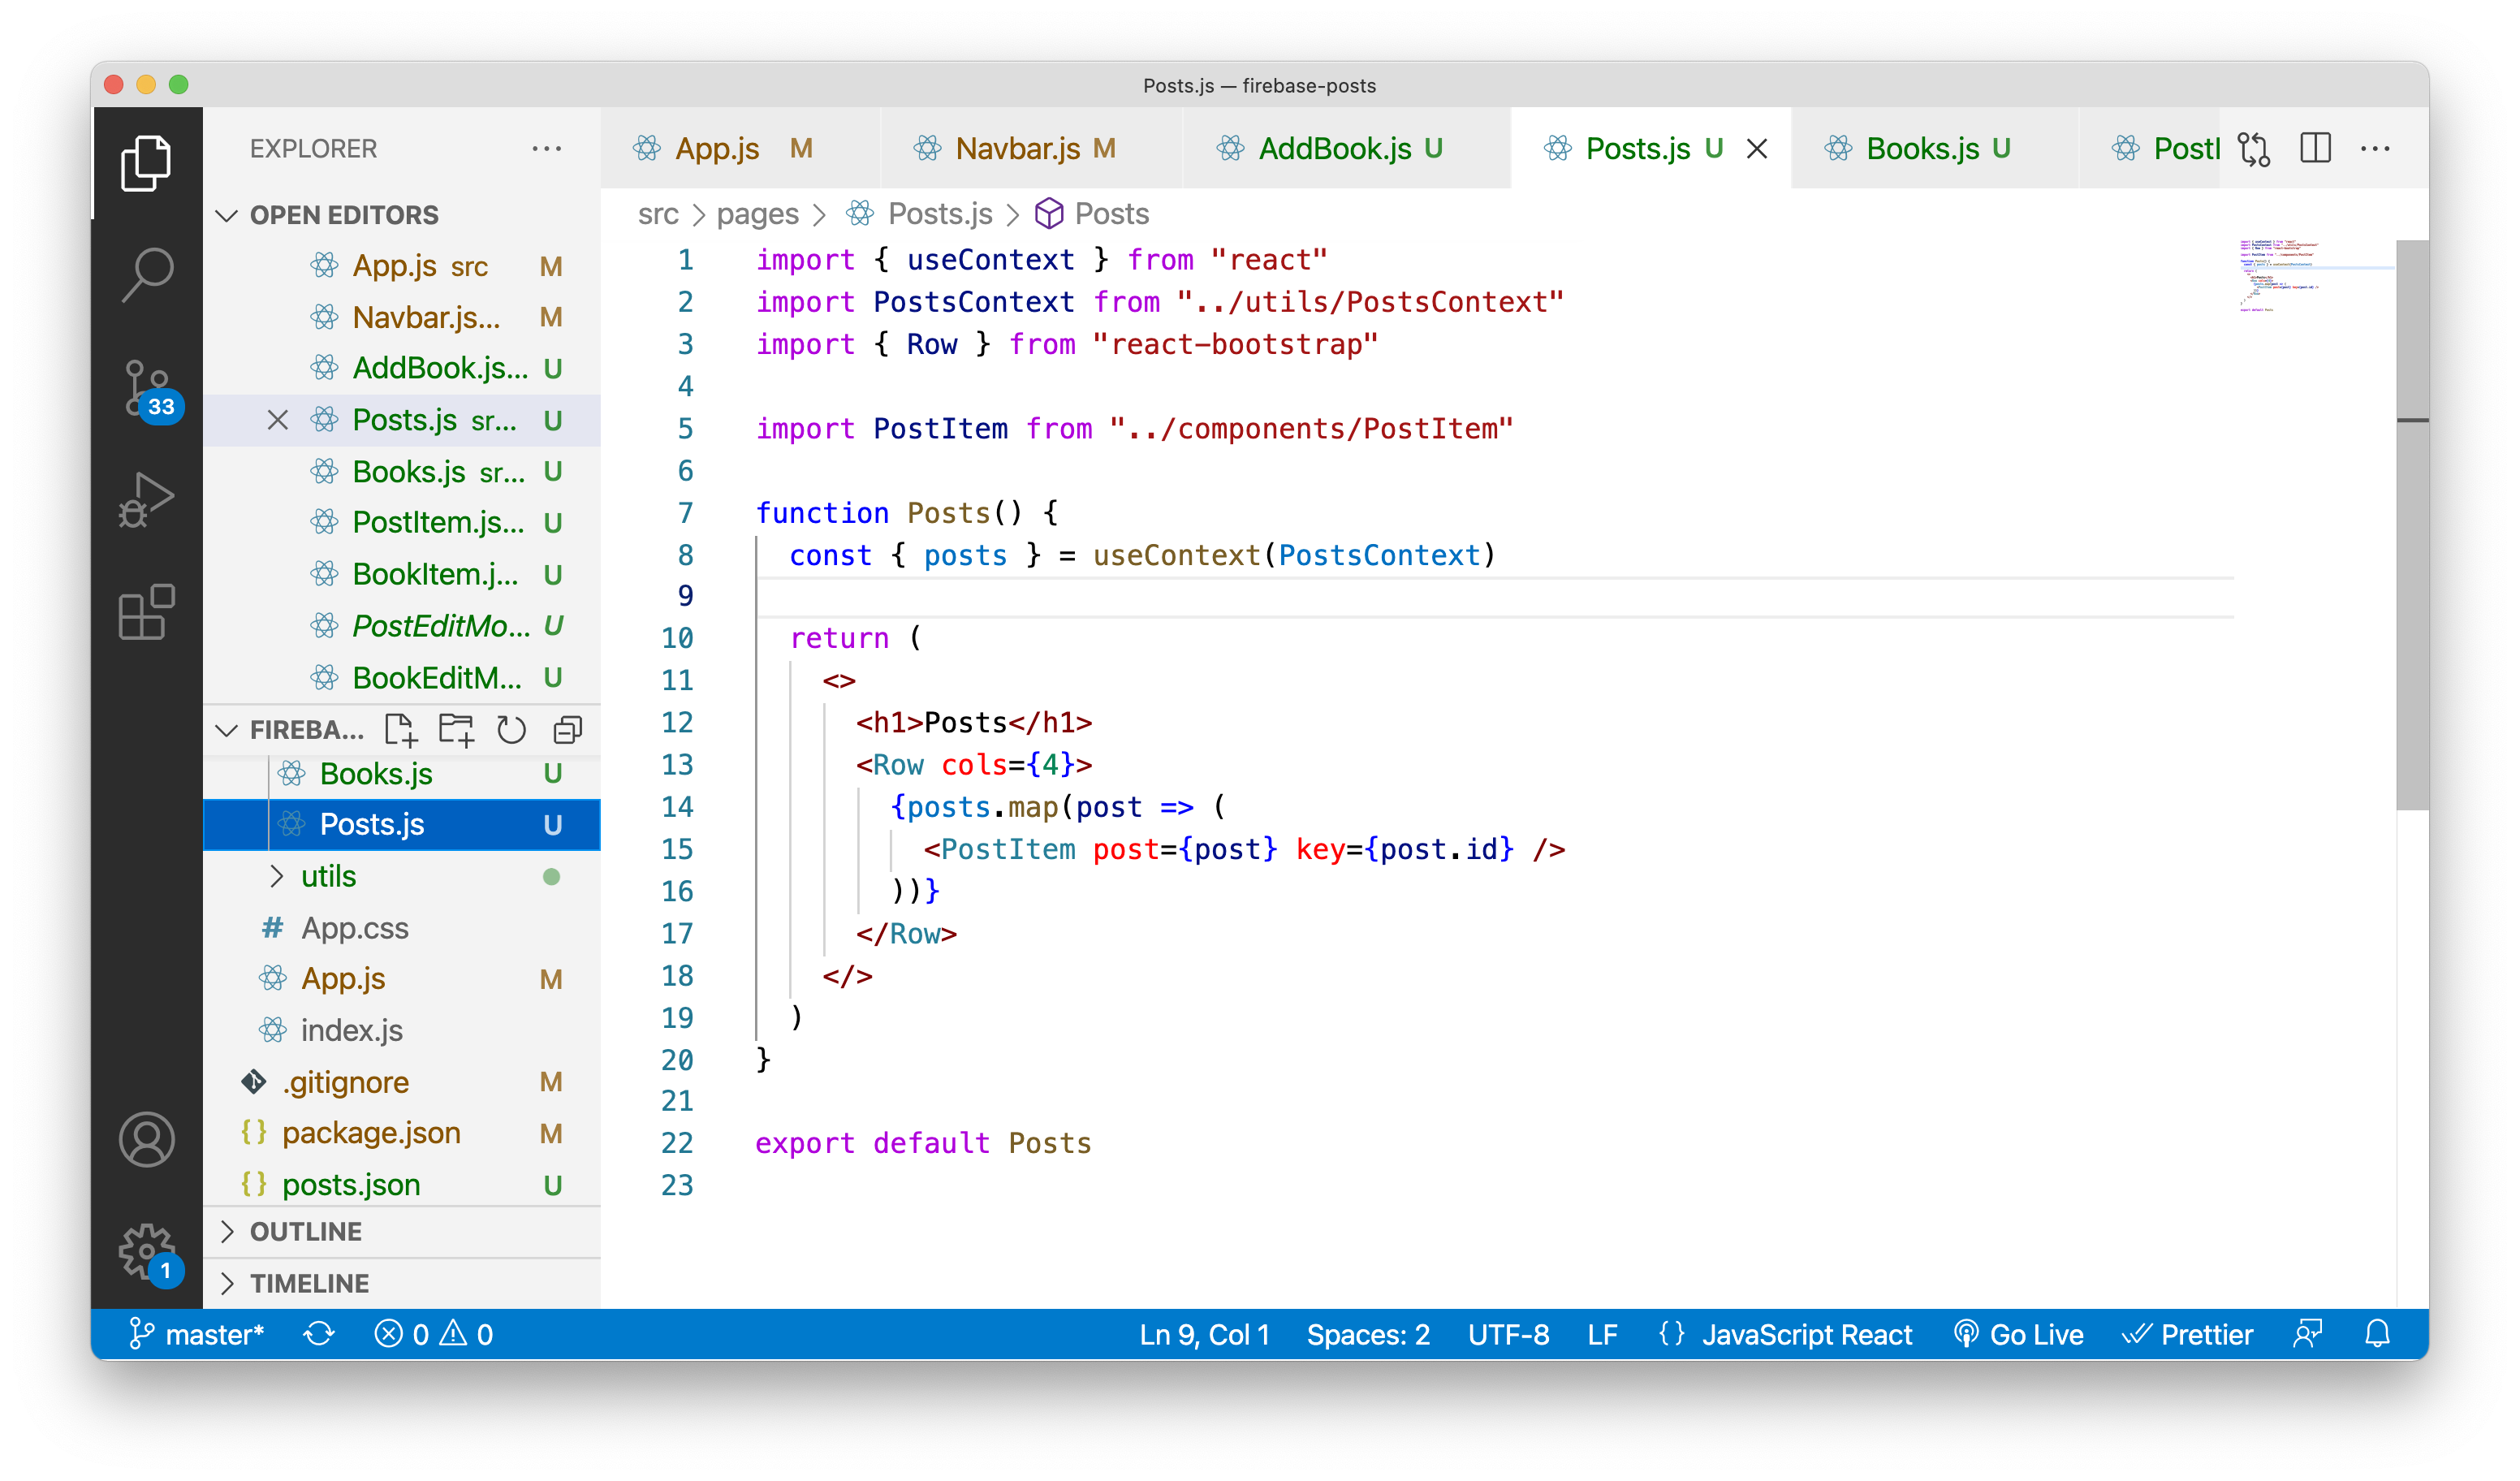 Posts.js — firebase-posts
EXPLORER
App.js M
Navbar.js M
AddBook.js U
Posts.js U
Books.js U
PostI
OPEN EDITORS
App.js src M
Navbar.js... M
AddBook.js... U
Posts.js sr... U
Books.js sr... U
PostItem.js... U
BookItem.j... U
PostEditMo... U
BookEditM... U
FIREBA...
Books.js U
Posts.js U
utils
# App.css
App.js M
index.js
.gitignore M
{} package.json M
{} posts.json U
OUTLINE
TIMELINE
33
1
src > pages > Posts.js > Posts
1 import { useContext } from "react"
2 import PostsContext from "../utils/PostsContext"
3 import { Row } from "react-bootstrap"
4
5 import PostItem from "../components/PostItem"
6
7 function Posts() {
8   const { posts } = useContext(PostsContext)
9
10   return (
11     <>
12       <h1>Posts</h1>
13       <Row cols={4}>
14         {posts.map(post => (
15           <PostItem post={post} key={post.id} />
16         ))}
17       </Row>
18     </>
19   )
20 }
21
22 export default Posts
23
master* 0 0 Ln 9, Col 1 Spaces: 2 UTF-8 LF {} JavaScript React Go Live Prettier